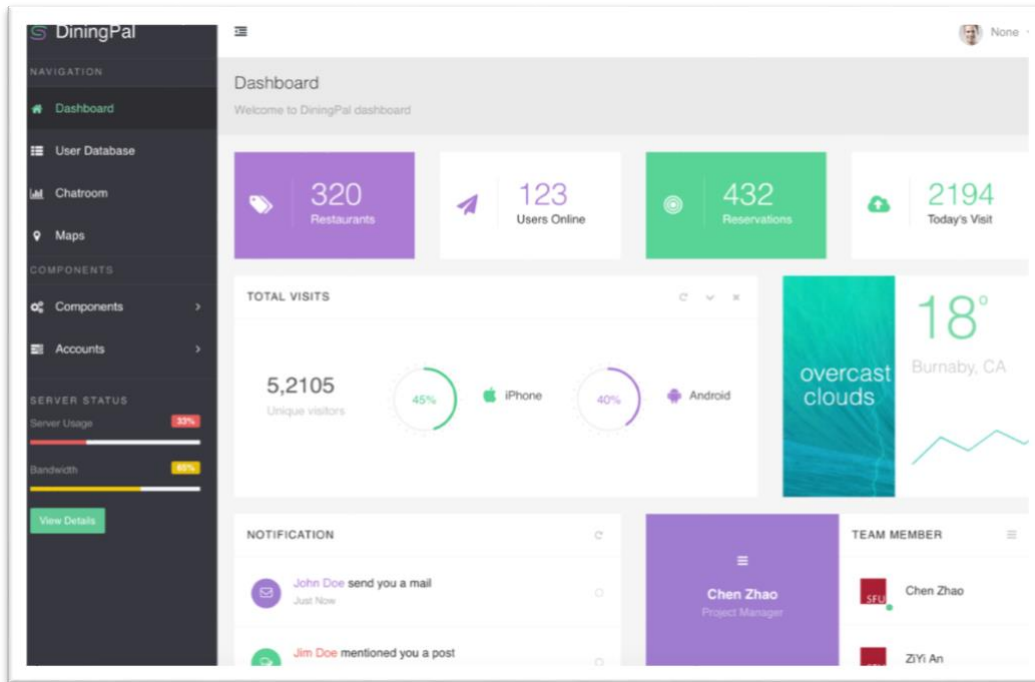 DiningPal
None
NAVIGATION
Dashboard
User Database
Chatroom
Maps
COMPONENTS
Components
Accounts
SERVER STATUS
Server Usage 33%
Bandwidth 65%
View Details
Dashboard
Welcome to DiningPal dashboard
320
Restaurants
123
Users Online
432
Reservations
2194
Today's Visit
TOTAL VISITS
5,2105
Unique visitors
45%
iPhone
40%
Android
overcast
clouds
18°
Burnaby, CA
NOTIFICATION
John Doe send you a mail
Just Now
Jim Doe mentioned you a post
Chen Zhao
Project Manager
TEAM MEMBER
SFU
Chen Zhao
ZiYi An